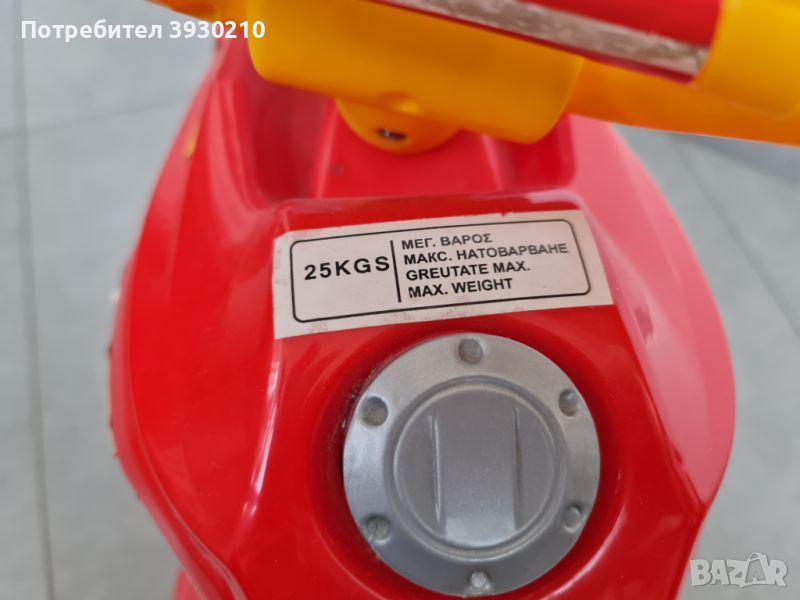 Потребител 3930210
25KGS
ΜΕΓ. ΒΑΡΟΣ
МАКС. НАТОВАРВАНЕ
GREUTATE MAX.
MAX. WEIGHT
BAZAR